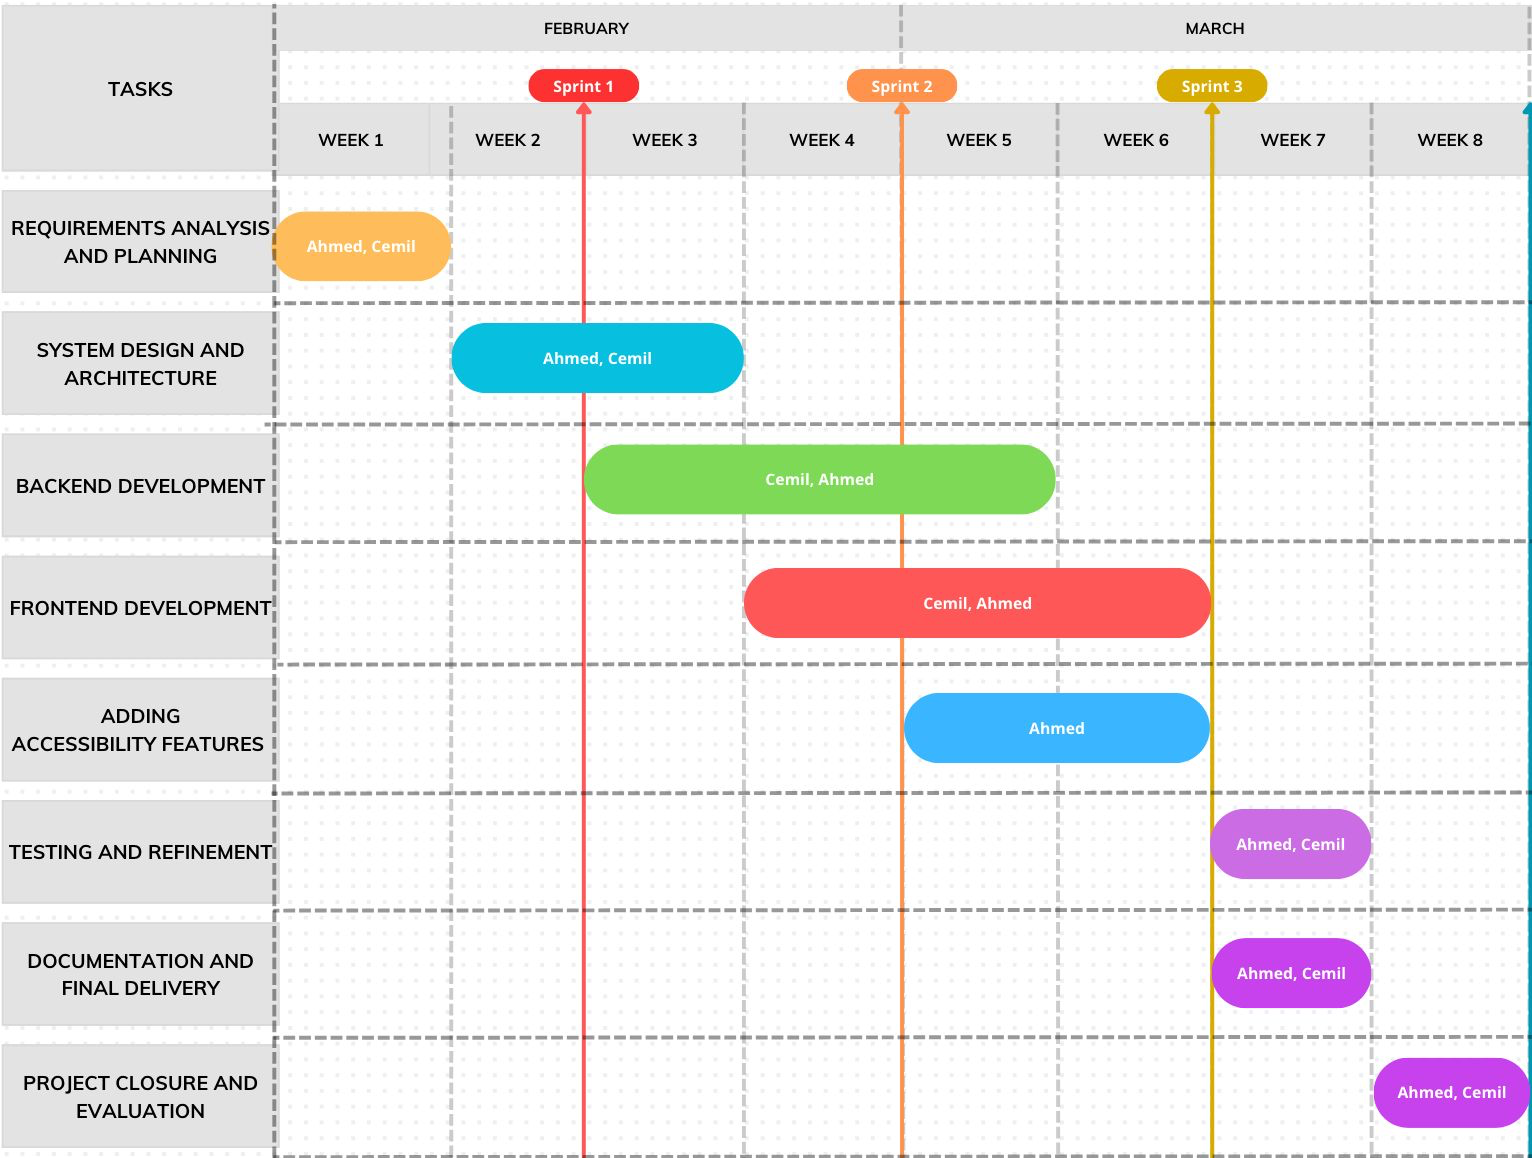 FEBRUARY
MARCH
TASKS
Sprint 1
Sprint 2
Sprint 3
WEEK 1
WEEK 2
WEEK 3
WEEK 4
WEEK 5
WEEK 6
WEEK 7
WEEK 8
REQUIREMENTS ANALYSIS
AND PLANNING
Ahmed, Cemil
SYSTEM DESIGN AND
ARCHITECTURE
Ahmed, Cemil
BACKEND DEVELOPMENT
Cemil, Ahmed
FRONTEND DEVELOPMENT
Cemil, Ahmed
ADDING
ACCESSIBILITY FEATURES
Ahmed
TESTING AND REFINEMENT
Ahmed, Cemil
DOCUMENTATION AND
FINAL DELIVERY
Ahmed, Cemil
PROJECT CLOSURE AND
EVALUATION
Ahmed, Cemil